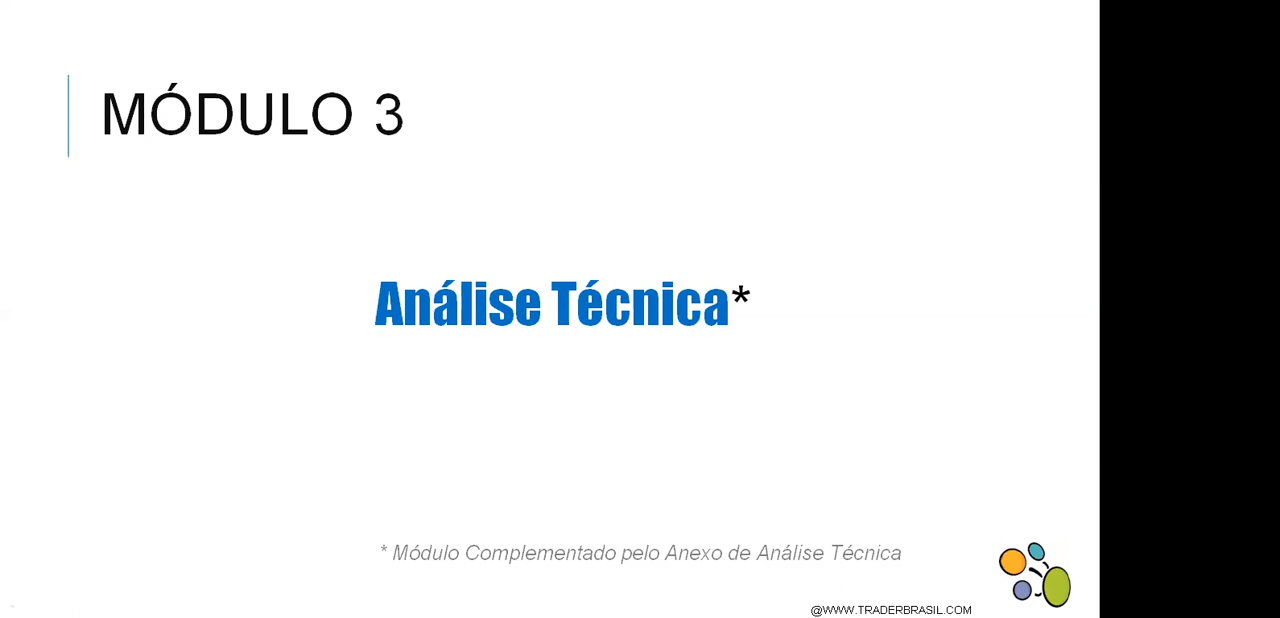 MÓDULO 3
Análise Técnica*
* Módulo Complementado pelo Anexo de Análise Técnica
@WWW.TRADERBRASIL.COM